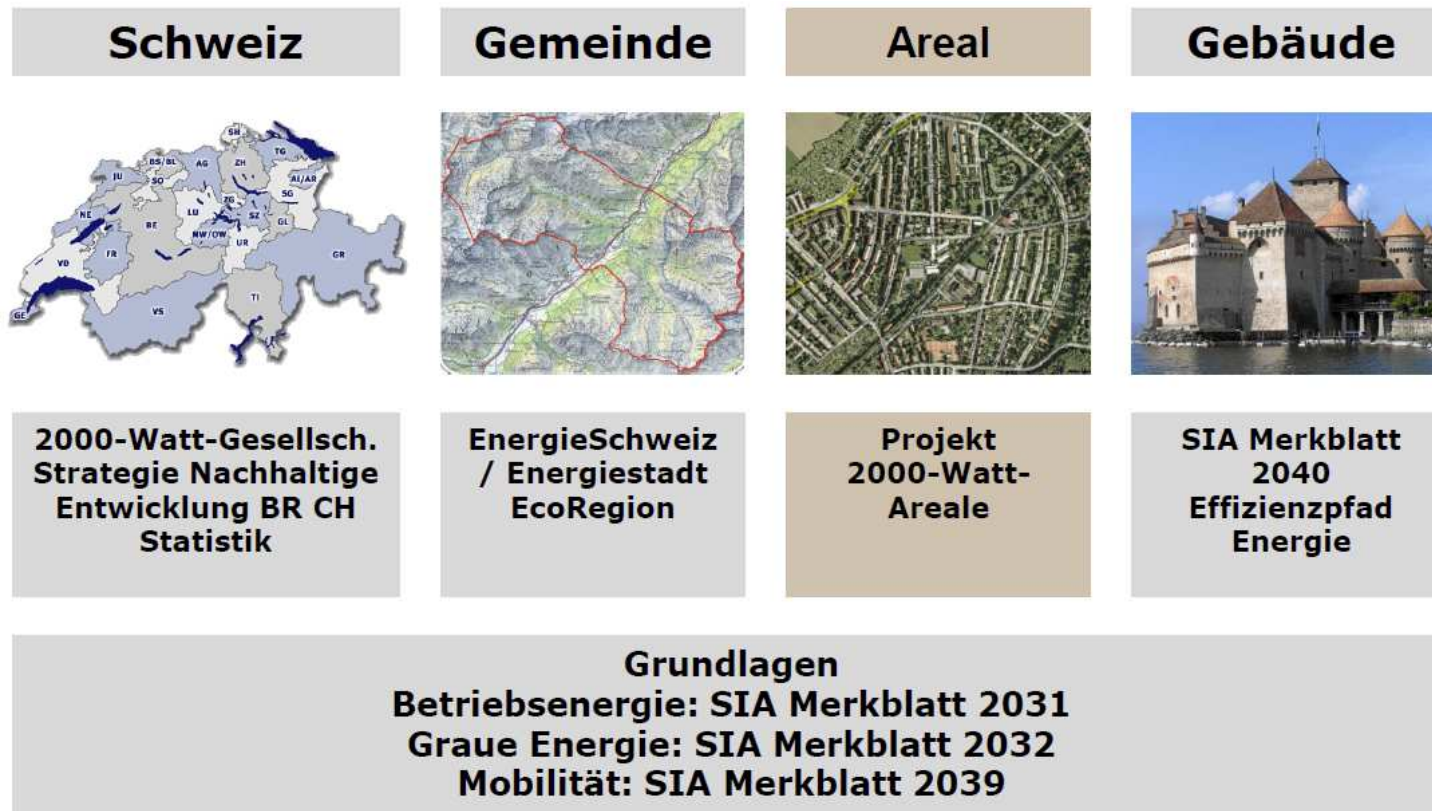 Schweiz
Gemeinde
Areal
Gebäude
SH
BS/BL
AG
ZH
TG
JU
SO
AI/AR
SG
ZG
NE
LU
SZ
GL
BE
NW/OW
UR
FR
GR
VD
TI
GE
VS
2000-Watt-Gesellsch.
Strategie Nachhaltige
Entwicklung BR CH
Statistik
EnergieSchweiz
/ Energiestadt
EcoRegion
Projekt
2000-Watt-
Areale
SIA Merkblatt
2040
Effizienzpfad
Energie
Grundlagen
Betriebsenergie: SIA Merkblatt 2031
Graue Energie: SIA Merkblatt 2032
Mobilität: SIA Merkblatt 2039